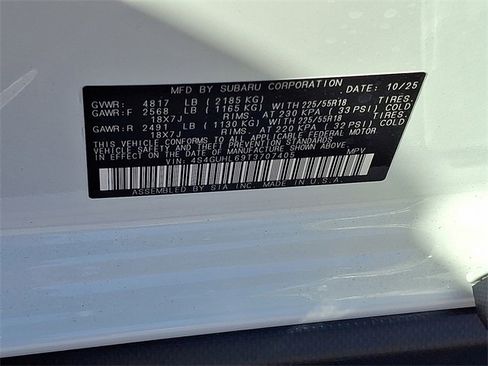 MFD BY SUBARU CORPORATION DATE: 10/25
GVWR: 4817 LB (2185 KG)
GAWR:F 2568 LB (1165 KG) WITH 225/55R18 TIRES.
18X7J RIMS, AT 230 KPA (33 PSI) COLD
GAWR:R 2491 LB (1130 KG) WITH 225/55R18 TIRES.
18X7J RIMS, AT 220 KPA (32 PSI) COLD
THIS VEHICLE CONFORMS TO ALL APPLICABLE FEDERAL MOTOR
VEHICLE SAFETY AND THEFT PREVENTION STANDARDS IN EFFECT
ON THE DATE OF MANUFACTURE SHOWN ABOVE.
VIN: 4S4GUHL69T3707405 MPV
ASSEMBLED BY SIA INC. MADE IN U.S.A.